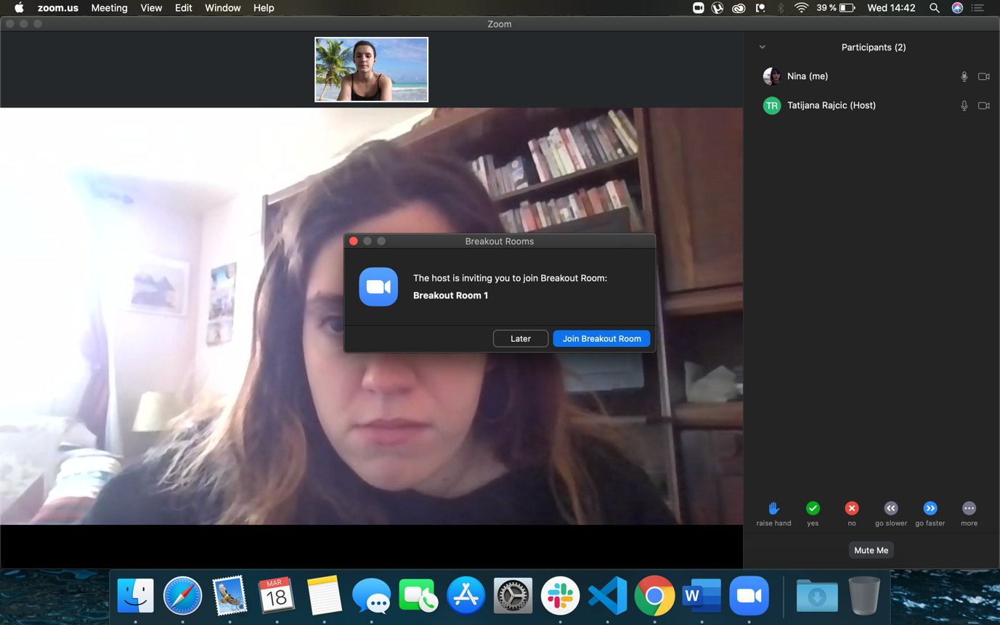 zoom.us Meeting View Edit Window Help 39 % Wed 14:42
Zoom
Participants (2)
Nina (me)
TR Tatijana Rajcic (Host)
Breakout Rooms
The host is inviting you to join Breakout Room:
Breakout Room 1
Later Join Breakout Room
raise hand yes no go slower go faster more
Mute Me
MAR
18
W